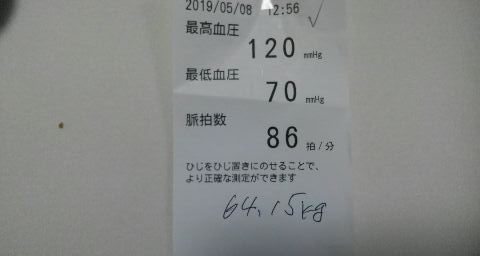 2019/05/08 12:56 ✓
最高血圧
120 mmHg
最低血圧
70 mmHg
脈拍数
86 拍/分
ひじをひじ置きにのせることで、
より正確な測定ができます
64.15kg